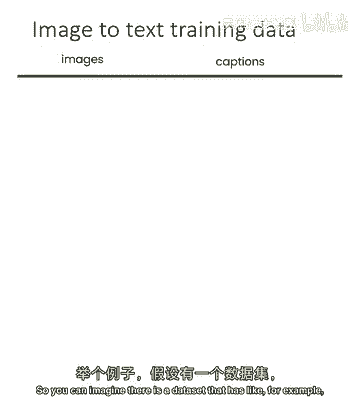 Image to text training data
images
captions
举个例子，假设有一个数据集，
So you can imagine there is a dataset that has like, for example,